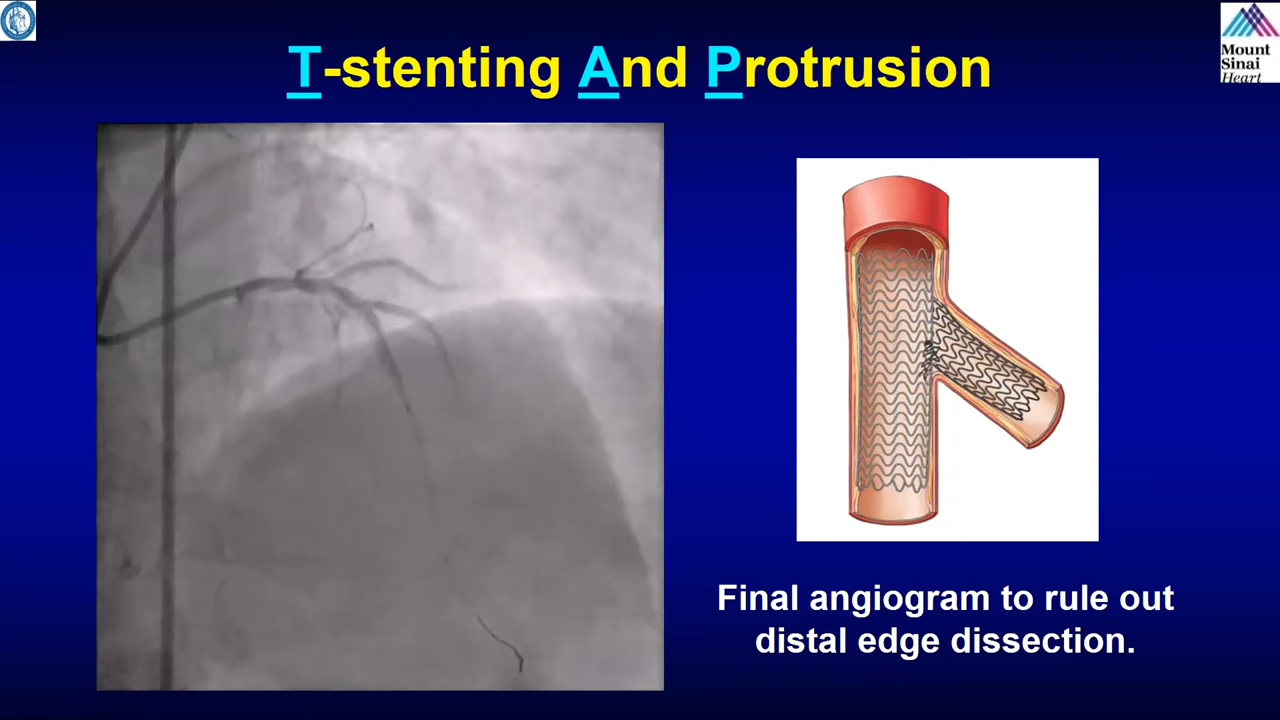 T-stenting And Protrusion
Mount
Sinai
Heart
Final angiogram to rule out
distal edge dissection.